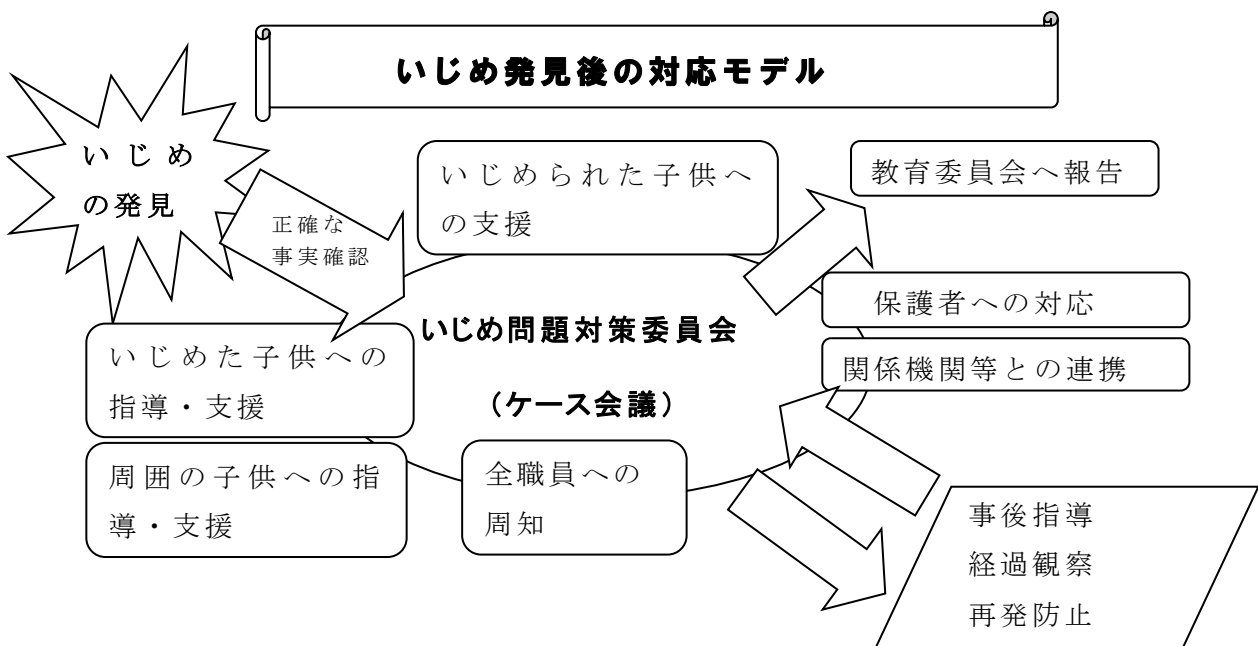 いじめ発見後の対応モデル
いじめ
の発見
正確な
事実確認
いじめられた子供へ
の支援
教育委員会へ報告
保護者への対応
関係機関等との連携
いじめ問題対策委員会
(ケース会議)
いじめた子供への
指導・支援
周囲の子供への指
導・支援
全職員への
周知
事後指導
経過観察
再発防止